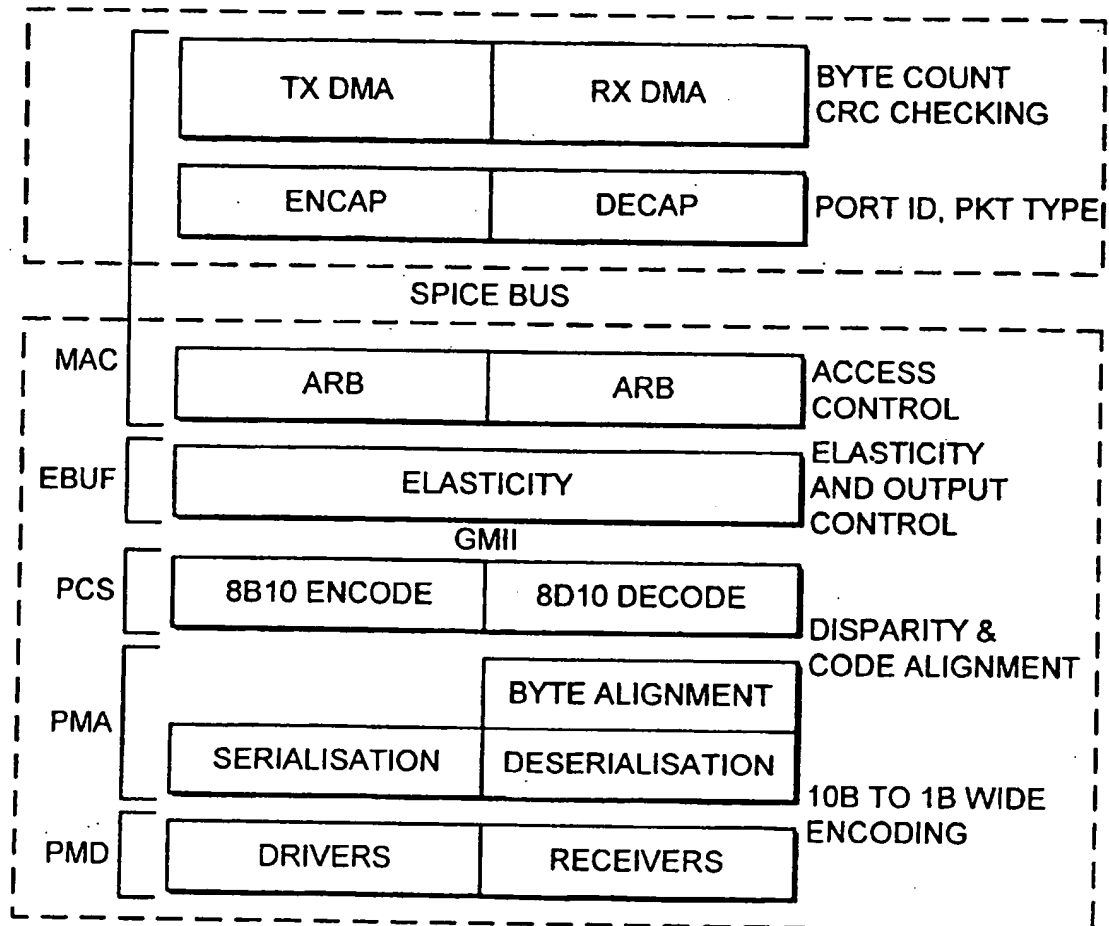 TX DMA
RX DMA
BYTE COUNT
CRC CHECKING
ENCAP
DECAP
PORT ID, PKT TYPE
SPICE BUS
MAC
ARB
ARB
ACCESS
CONTROL
EBUF
ELASTICITY
ELASTICITY
AND OUTPUT
CONTROL
GMII
PCS
8B10 ENCODE
8D10 DECODE
DISPARITY &
CODE ALIGNMENT
PMA
BYTE ALIGNMENT
SERIALISATION
DESERIALISATION
10B TO 1B WIDE
ENCODING
PMD
DRIVERS
RECEIVERS